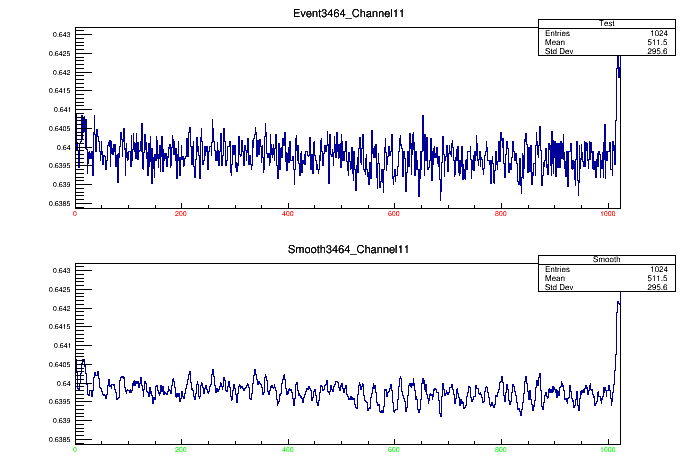 Event3464_Channel11
Test
Entries 1024
Mean 511.5
Std Dev 295.6
0.643
0.6425
0.642
0.6415
0.641
0.6405
0.64
0.6395
0.639
0.6385
0 200 400 600 800 1000
Smooth3464_Channel11
Smooth
Entries 1024
Mean 511.5
Std Dev 295.6
0.643
0.6425
0.642
0.6415
0.641
0.6405
0.64
0.6395
0.639
0.6385
0 200 400 600 800 1000